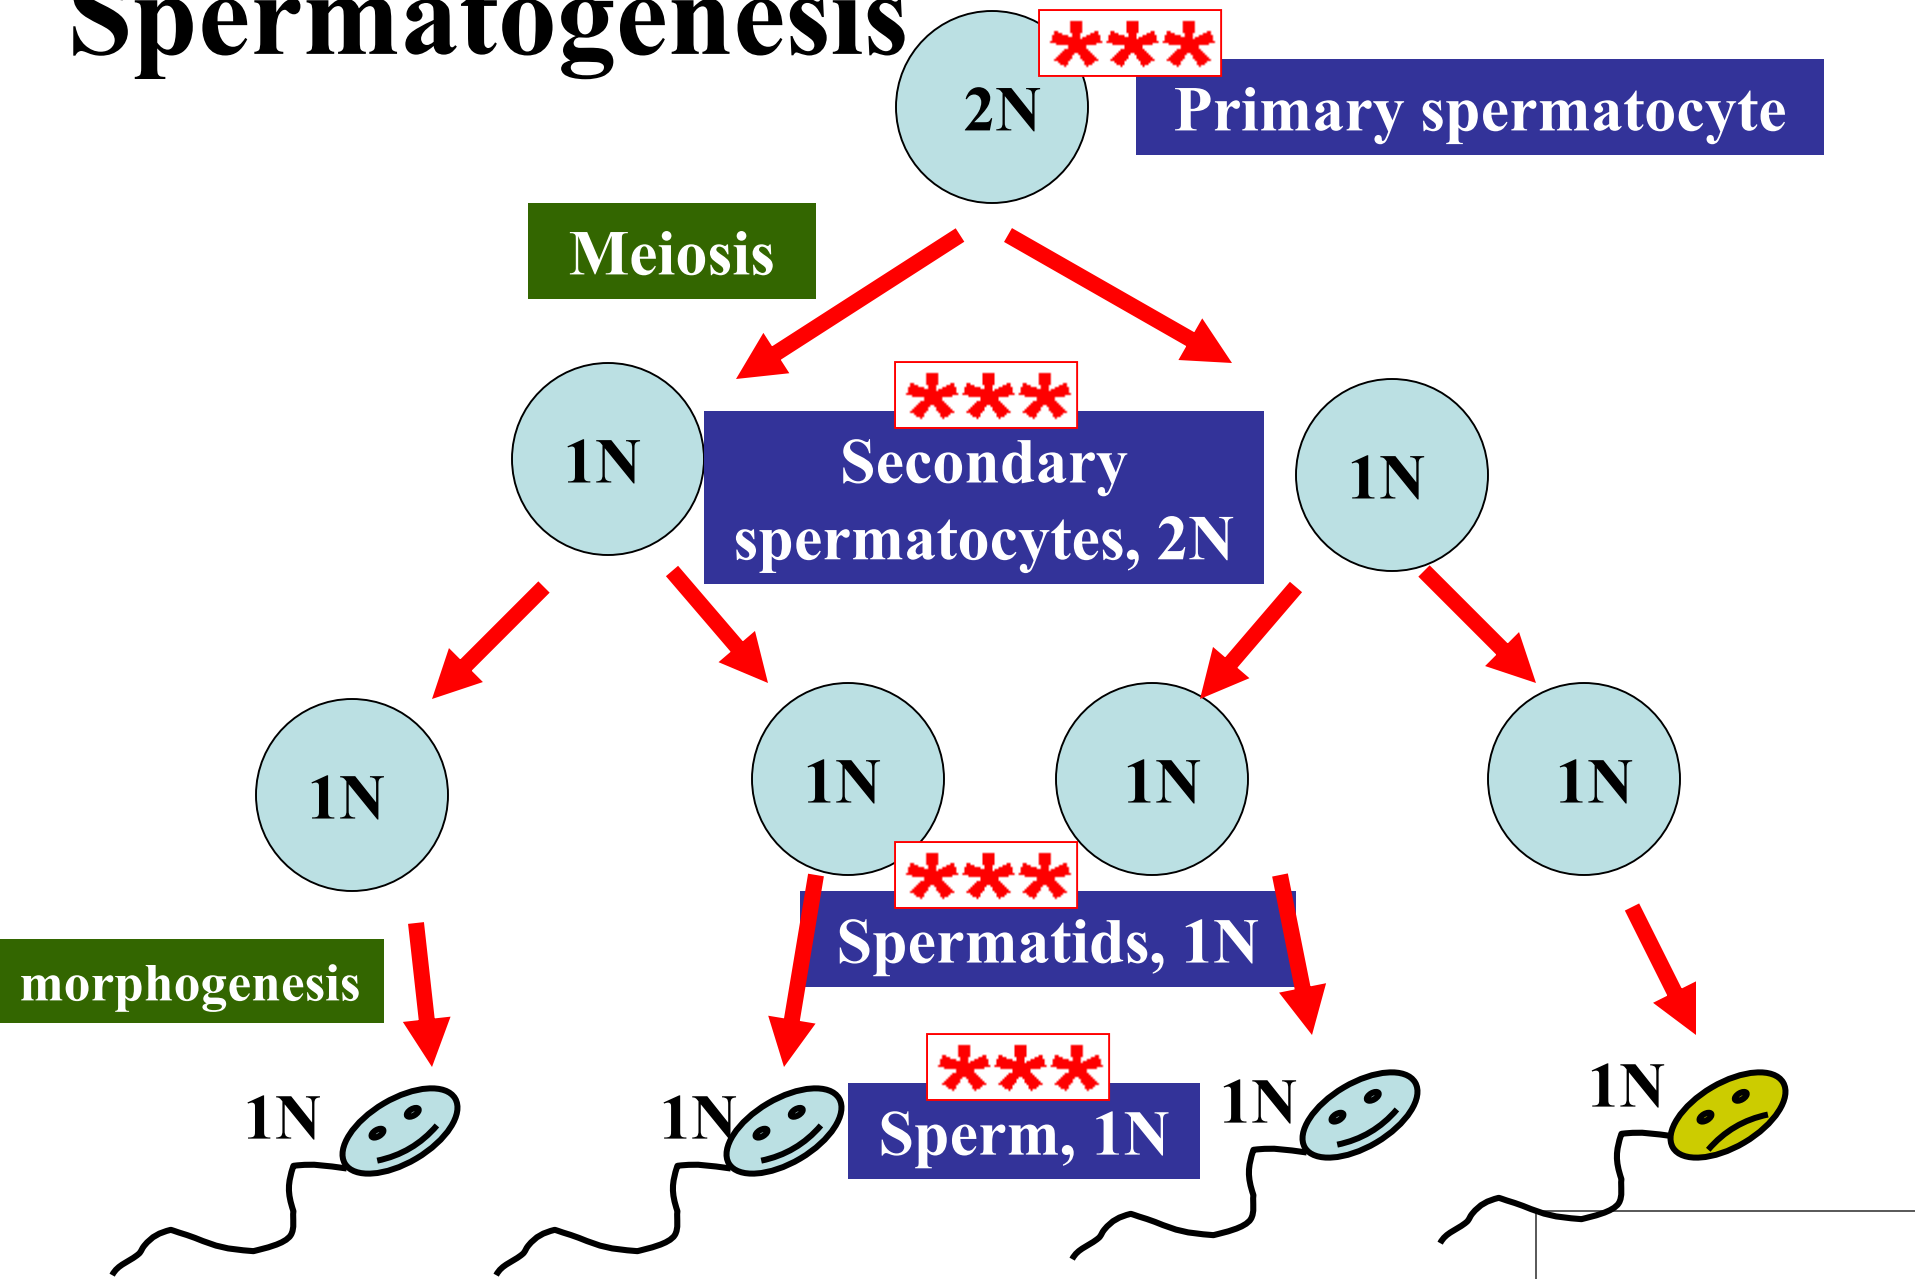 Spermatogenesis
***
2N
Primary spermatocyte
Meiosis
***
1N
Secondary
spermatocytes, 2N
1N
1N
1N
1N
1N
***
Spermatids, 1N
morphogenesis
***
1N
1N
Sperm, 1N
1N
1N